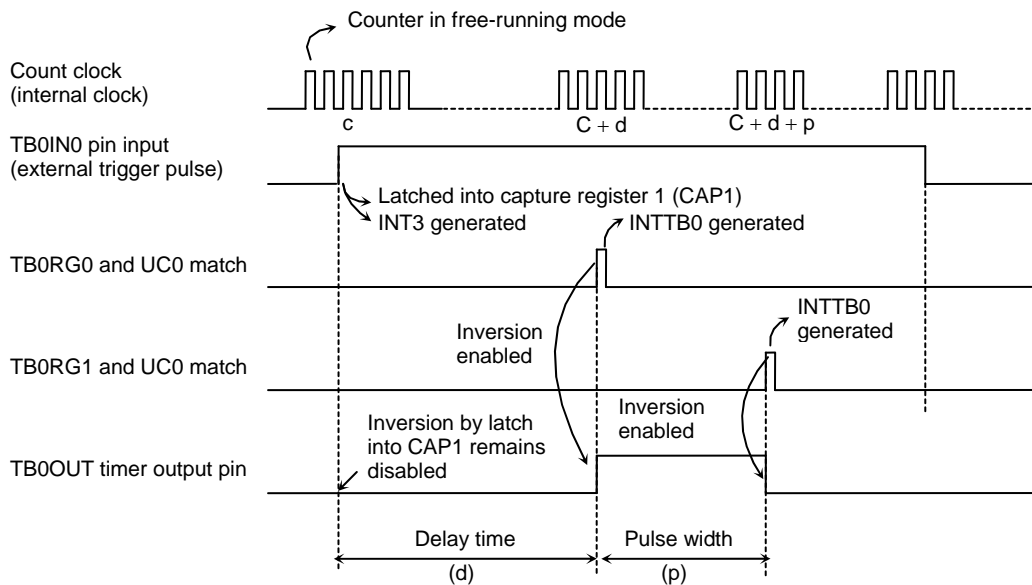 Counter in free-running mode
Count clock
(internal clock)
c
C + d
C + d + p
TB0IN0 pin input
(external trigger pulse)
Latched into capture register 1 (CAP1)
INT3 generated
INTTB0 generated
TB0RG0 and UC0 match
INTTB0
generated
Inversion
enabled
TB0RG1 and UC0 match
Inversion
enabled
Inversion by latch
into CAP1 remains
disabled
TB0OUT timer output pin
Delay time
(d)
Pulse width
(p)